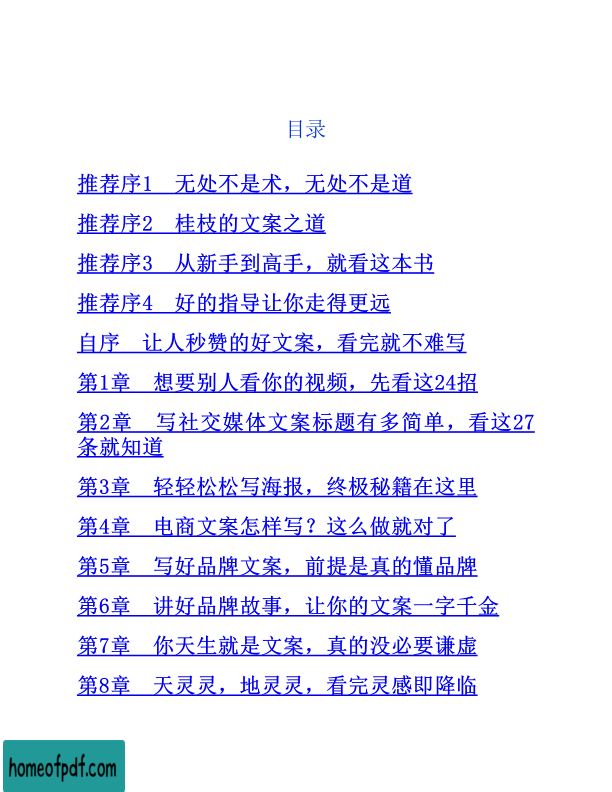 目录
推荐序1 无处不是术，无处不是道
推荐序2 桂枝的文案之道
推荐序3 从新手到高手，就看这本书
推荐序4 好的指导让你走得更远
自序 让人秒赞的好文案，看完就不难写
第1章 想要别人看你的视频，先看这24招
第2章 写社交媒体文案标题有多简单，看这27
条就知道
第3章 轻轻松松写海报，终极秘籍在这里
第4章 电商文案怎样写？这么做就对了
第5章 写好品牌文案，前提是真的懂品牌
第6章 讲好品牌故事，让你的文案一字千金
第7章 你天生就是文案，真的没必要谦虚
第8章 天灵灵，地灵灵，看完灵感即降临
homeofpdf.com